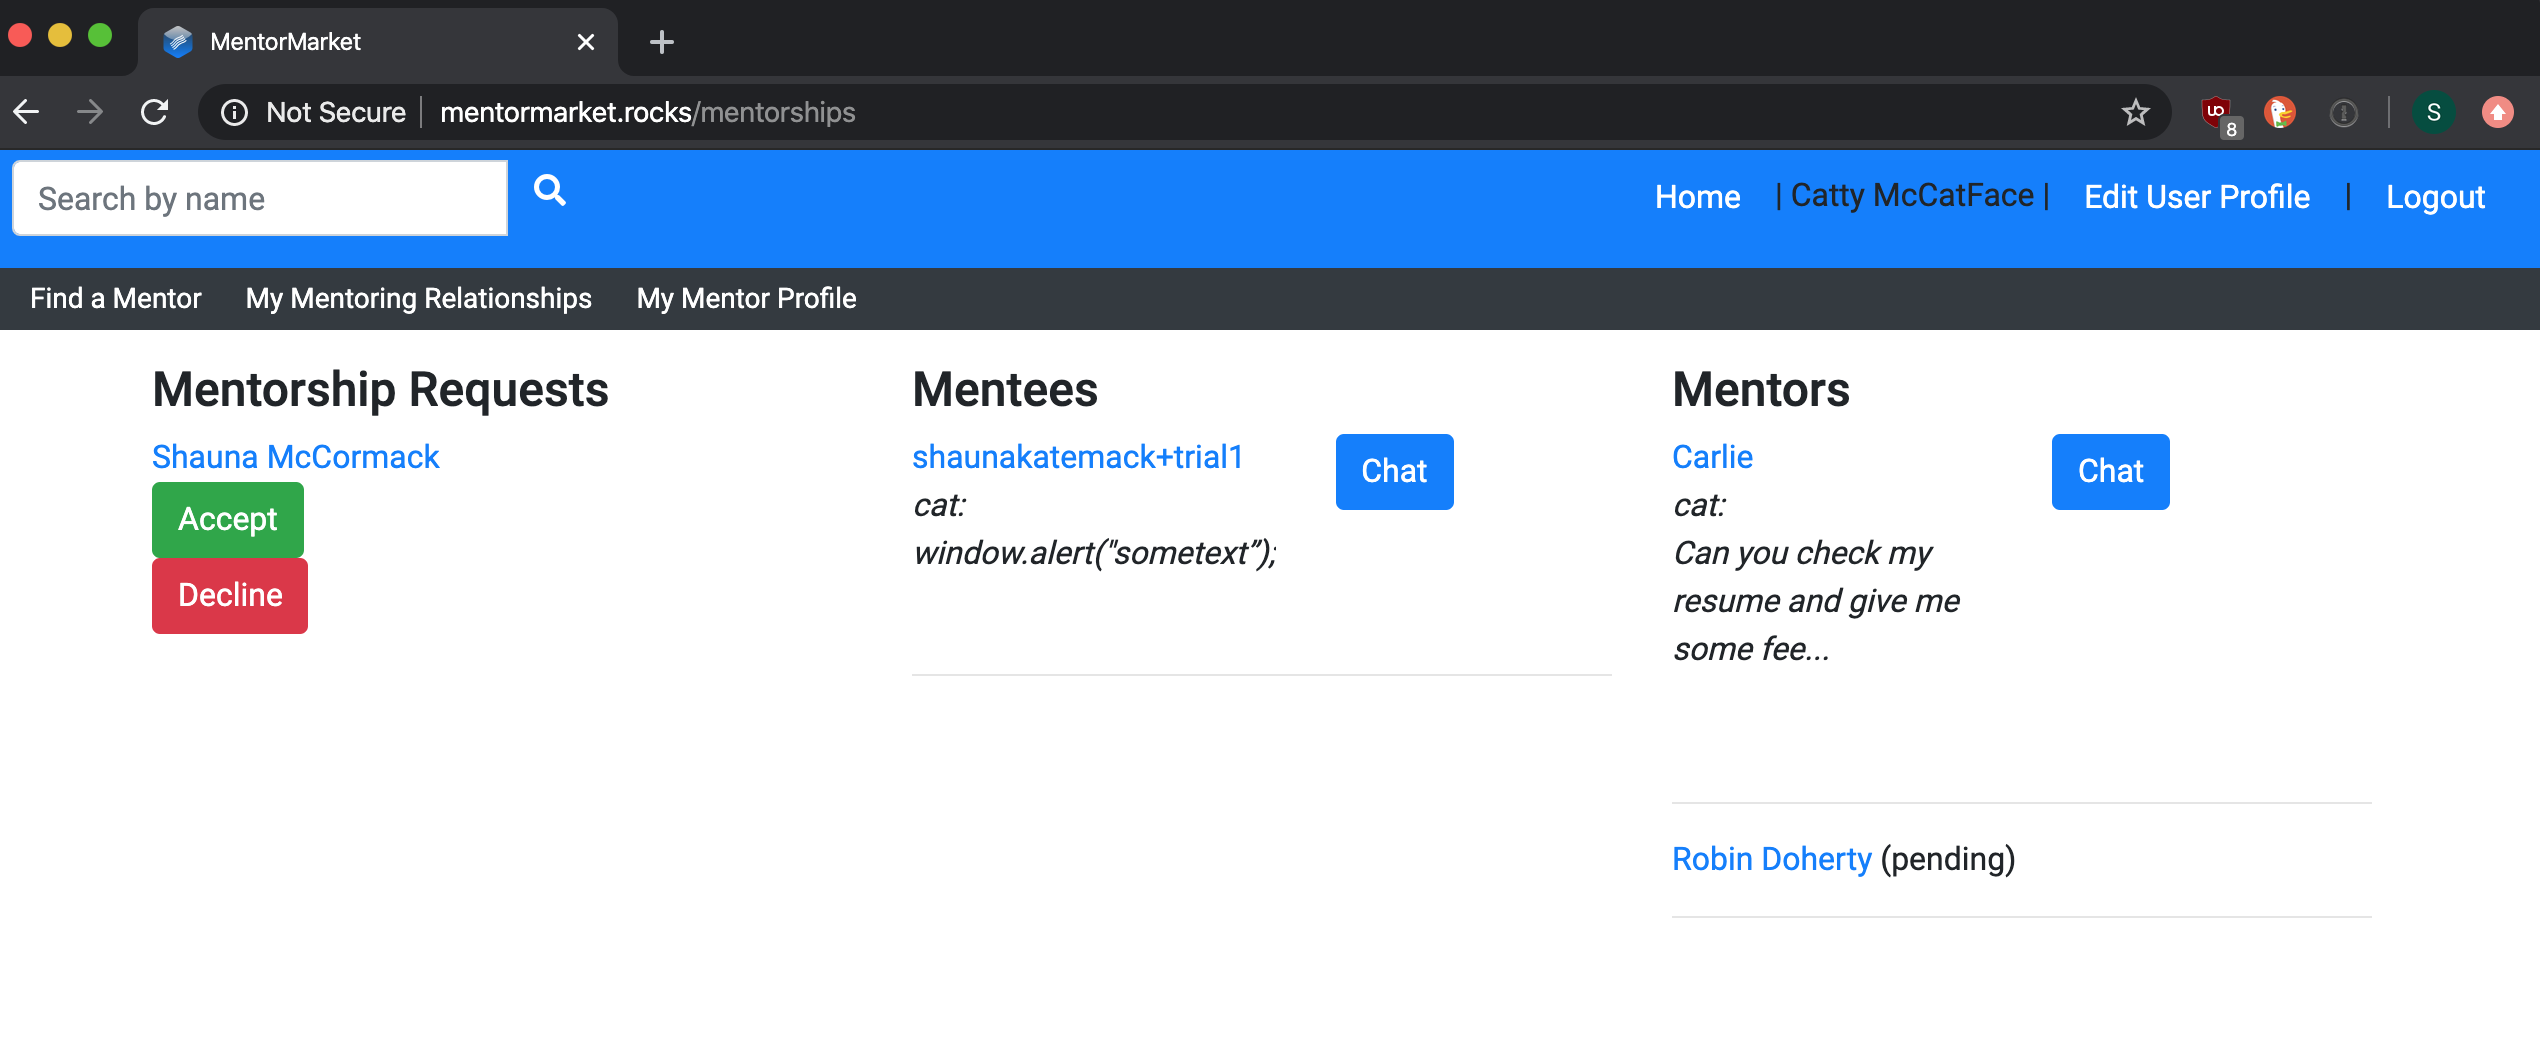 MentorMarket
Not Secure mentormarket.rocks/mentorships
8
S
Search by name
Home | Catty McCatFace | Edit User Profile | Logout
Find a Mentor My Mentoring Relationships My Mentor Profile
Mentorship Requests
Shauna McCormack
Accept
Decline
Mentees
shaunakatemack+trial1
Chat
cat:
window.alert("sometext”);
Mentors
Carlie
Chat
cat:
Can you check my
resume and give me
some fee...
Robin Doherty (pending)